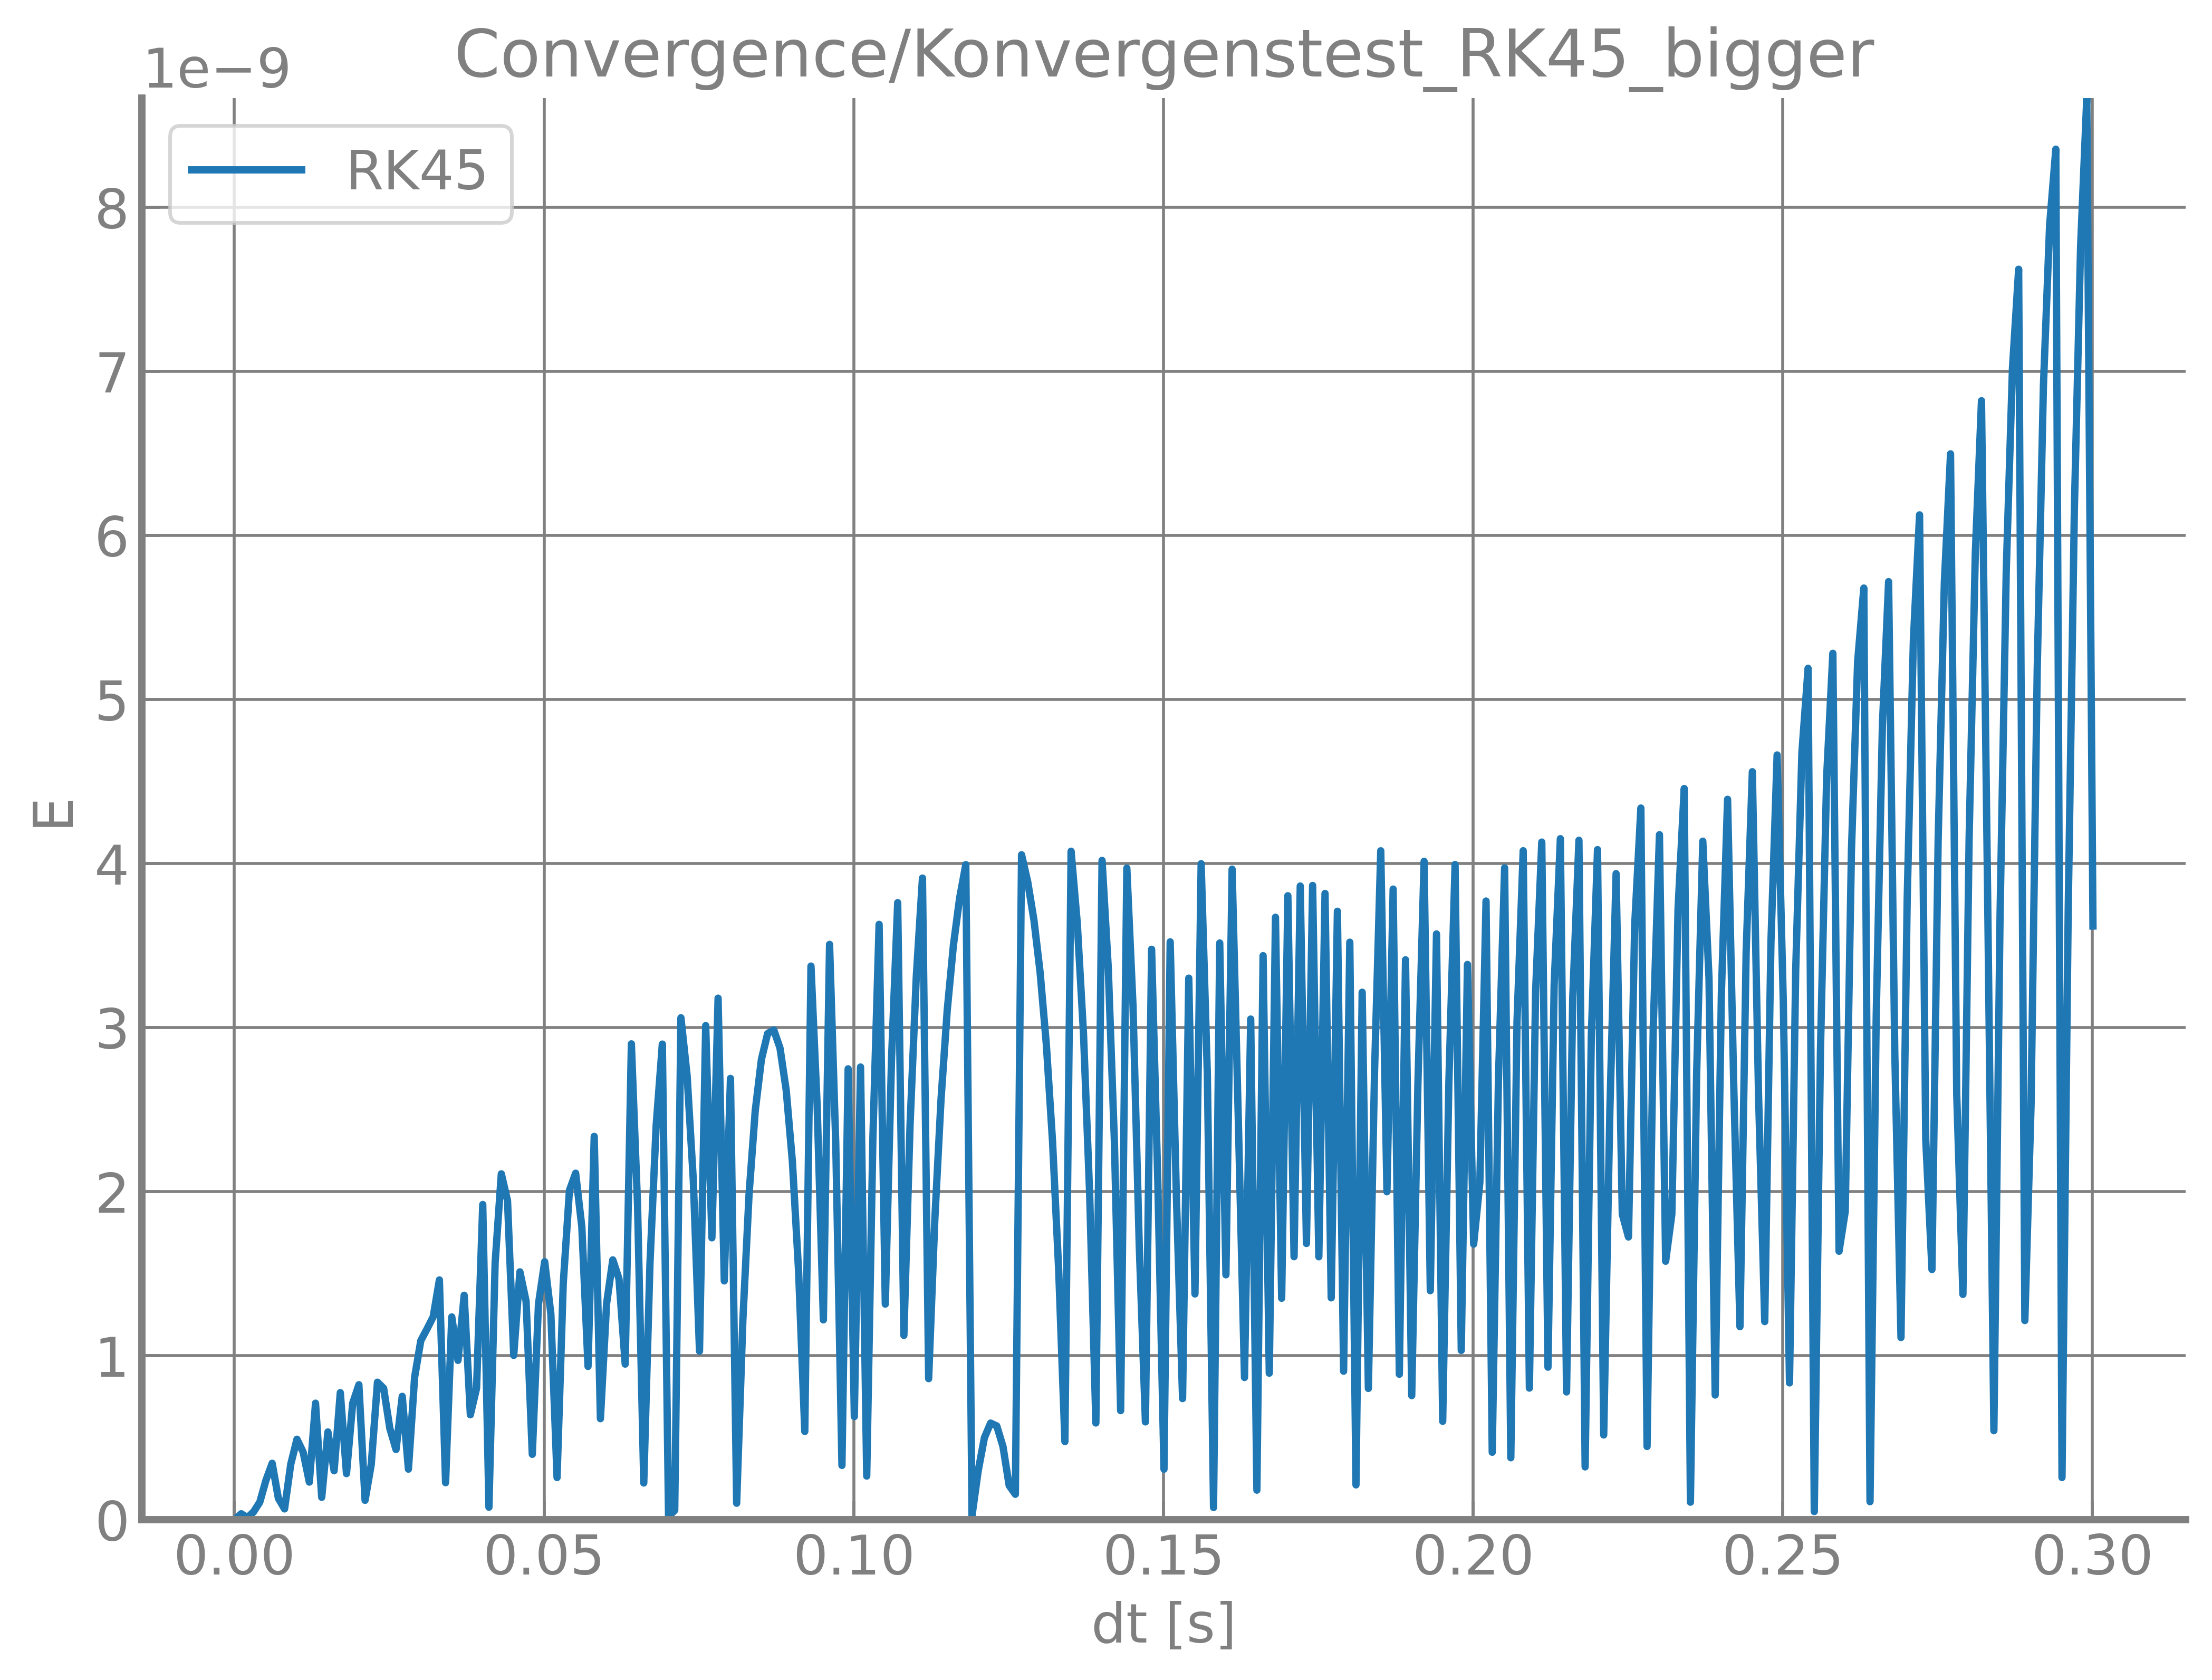 Convergence/Konvergenstest_RK45_bigger
1e−9
RK45
8
7
6
5
4
3
2
1
0
E
0.00 0.05 0.10 0.15 0.20 0.25 0.30
dt [s]